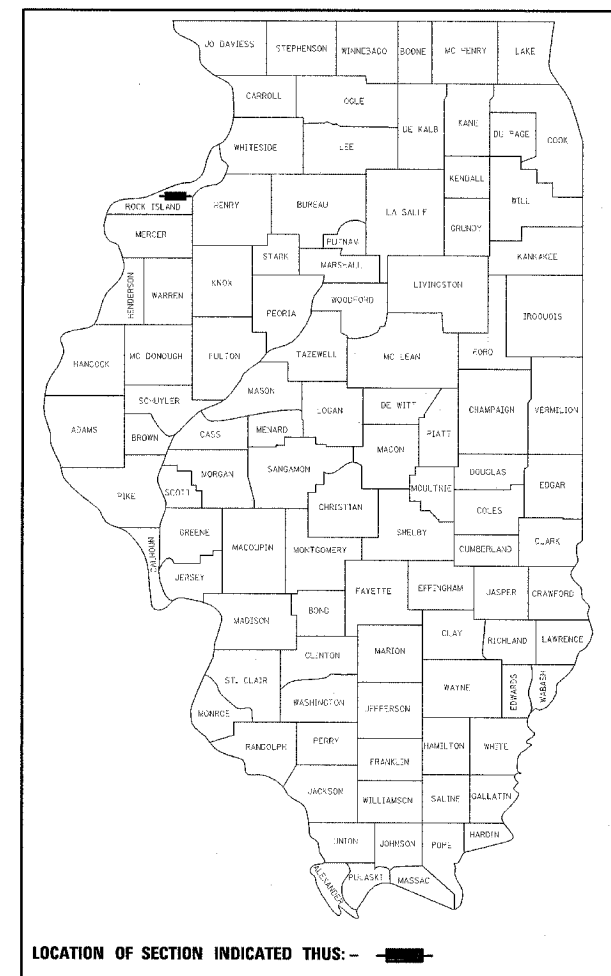 JO DAVIESS STEPHENSON WINNEBAGO BOONE MC HENRY LAKE
CARROLL OGLE DE KALB KANE DU PAGE COOK
WHITESIDE LEE KENDALL WILL
ROCK ISLAND HENRY BUREAU LA SALLE GRUNDY
MERCER PUTNAM KANKAKEE
STARK MARSHALL
HENDERSON WARREN KNOX PEORIA WOODFORD LIVINGSTON IROQUOIS
HANCOCK MC DONOUGH FULTON TAZEWELL MC LEAN FORD
SCHUYLER MASON LOGAN DE WITT CHAMPAIGN VERMILION
ADAMS BROWN CASS MENARD MACON PIATT
PIKE SCOTT MORGAN SANGAMON MOULTRIE DOUGLAS EDGAR
CHRISTIAN COLES
GREENE MACOUPIN MONTGOMERY SHELBY CUMBERLAND CLARK
CALHOUN JERSEY FAYETTE EFFINGHAM JASPER CRAWFORD
MADISON BOND CLAY RICHLAND LAWRENCE
CLINTON MARION
ST. CLAIR WASHINGTON WAYNE EDWARDS WABASH
MONROE JEFFERSON
RANDOLPH PERRY HAMILTON WHITE
FRANKLIN
JACKSON WILLIAMSON SALINE GALLATIN
UNION JOHNSON POPE HARDIN
ALEXANDER PULASKI MASSAC
LOCATION OF SECTION INDICATED THUS: -